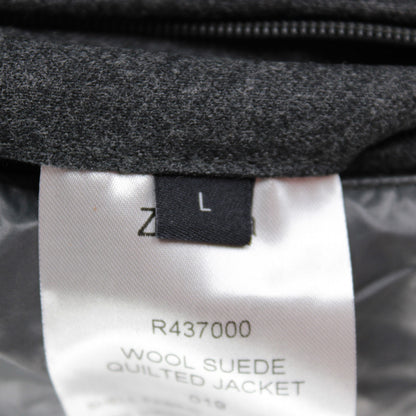 L
R437000
WOOL SUEDE
QUILTED JACKET